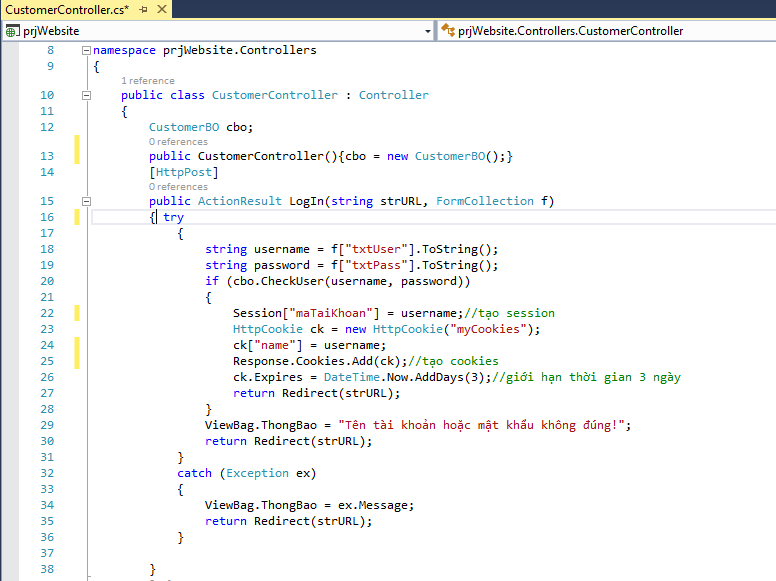 CustomerController.cs*
prjWebsite prjWebsite.Controllers.CustomerController
8 namespace prjWebsite.Controllers
9 {
1 reference
10 public class CustomerController : Controller
11 {
12 CustomerBO cbo;
0 references
13 public CustomerController(){cbo = new CustomerBO();}
14 [HttpPost]
0 references
15 public ActionResult LogIn(string strURL, FormCollection f)
16 { try
17 {
18 string username = f["txtUser"].ToString();
19 string password = f["txtPass"].ToString();
20 if (cbo.CheckUser(username, password))
21 {
22 Session["maTaiKhoan"] = username;//tạo session
23 HttpCookie ck = new HttpCookie("myCookies");
24 ck["name"] = username;
25 Response.Cookies.Add(ck);//tạo cookies
26 ck.Expires = DateTime.Now.AddDays(3);//giới hạn thời gian 3 ngày
27 return Redirect(strURL);
28 }
29 ViewBag.ThongBao = "Tên tài khoản hoặc mật khẩu không đúng!";
30 return Redirect(strURL);
31 }
32 catch (Exception ex)
33 {
34 ViewBag.ThongBao = ex.Message;
35 return Redirect(strURL);
36 }
37
38 }